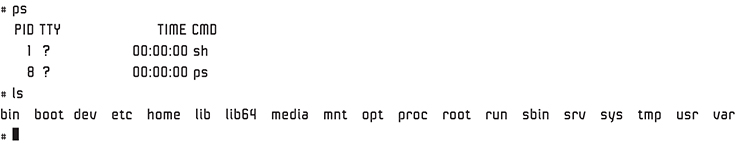 # ps
PID TTY TIME CMD
1 ? 00:00:00 sh
8 ? 00:00:00 ps
# ls
bin boot dev etc home lib lib64 media mnt opt proc root run sbin srv sys tmp usr var
#